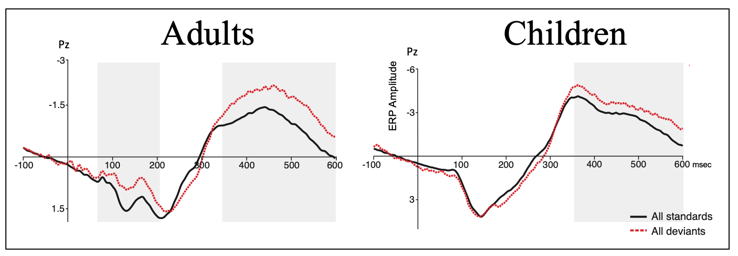 Adults
Children
Pz
-3
-1.5
1.5
-100
100
200
300
400
500
600
Pz
ERP Amplitude
-6
-3
3
-100
100
200
300
400
500
600 msec
All standards
All deviants